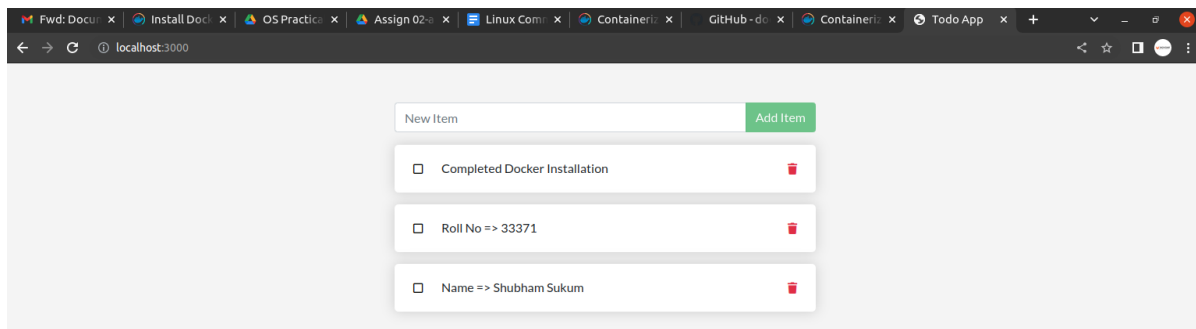 Fwd: Docum
Install Dock
OS Practica
Assign 02-a
Linux Comm
Containeriz
GitHub - do
Containeriz
Todo App
localhost:3000
New Item
Add Item
Completed Docker Installation
Roll No => 33371
Name => Shubham Sukum